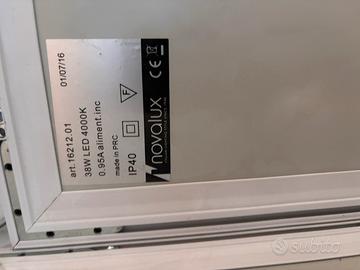 art.16212.01 01/07/16
38W LED 4000K
0.95A aliment.inc
made in PRC
IP40
F
CE
novalux
subito